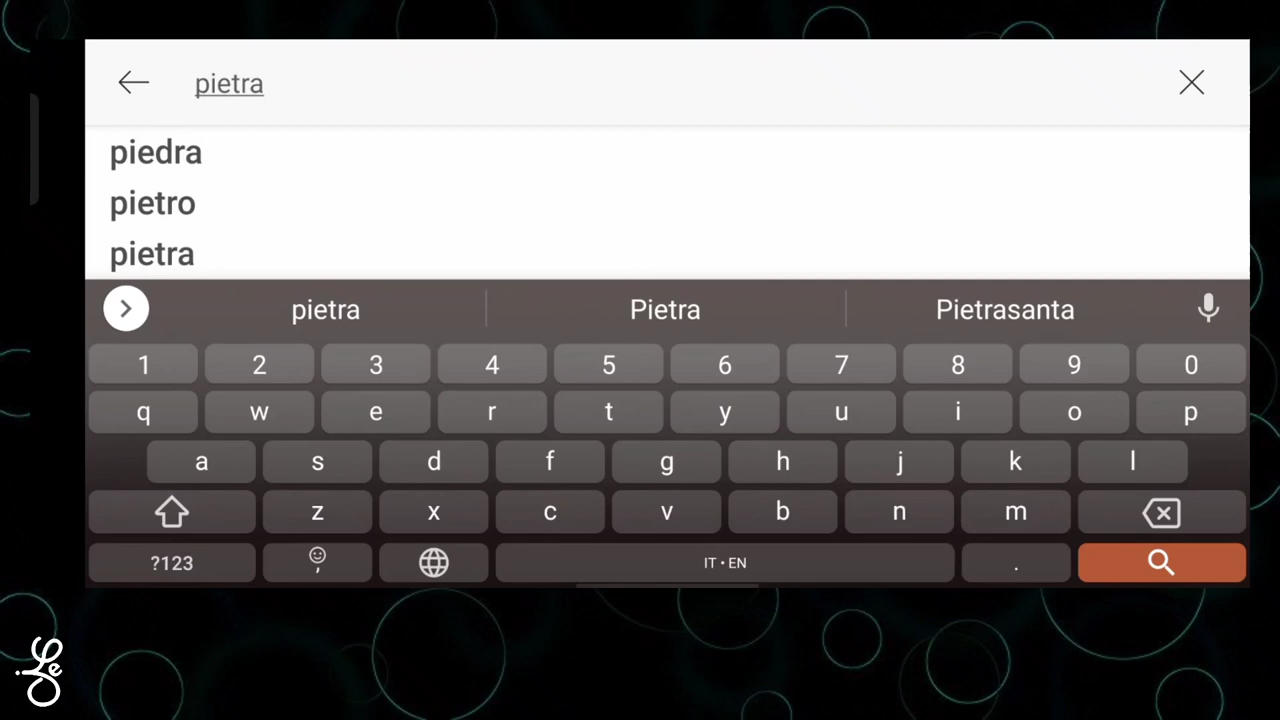 pietra
piedra
pietro
pietra
pietra Pietra Pietrasanta
1 2 3 4 5 6 7 8 9 0
q w e r t y u i o p
a s d f g h j k l
z x c v b n m
?123 , IT • EN .